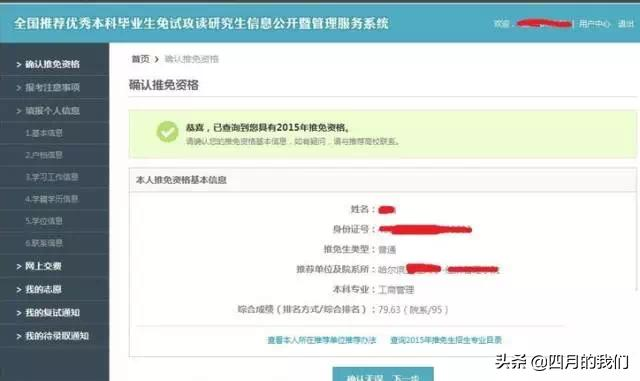 全国推荐优秀本科毕业生免试攻读研究生信息公开暨管理服务系统
欢迎, | 用户中心 退出
确认推免资格
报考注意事项
填报个人信息
1.基本信息
2.户档信息
3.学习工作信息
4.学籍学历信息
5.学位信息
6.联系信息
网上交费
我的志愿
我的复试通知
我的待录取通知
首页 > 确认推免资格
确认推免资格
恭喜，已查询到您具有2015年推免资格。
请确认您的推免资格基本信息，如有疑问，请与推荐高校联系。
本人推免资格基本信息
姓名：
身份证号：
推免生类型：普通
推荐单位及院系所：哈尔滨
本科专业：工商管理
综合成绩（排名方式/综合排名）：79.63（院系/95）
查看本人所在推荐单位推荐办法 查询2015年推免生招生专业目录
确认无误，下一步
头条 @四月的我们